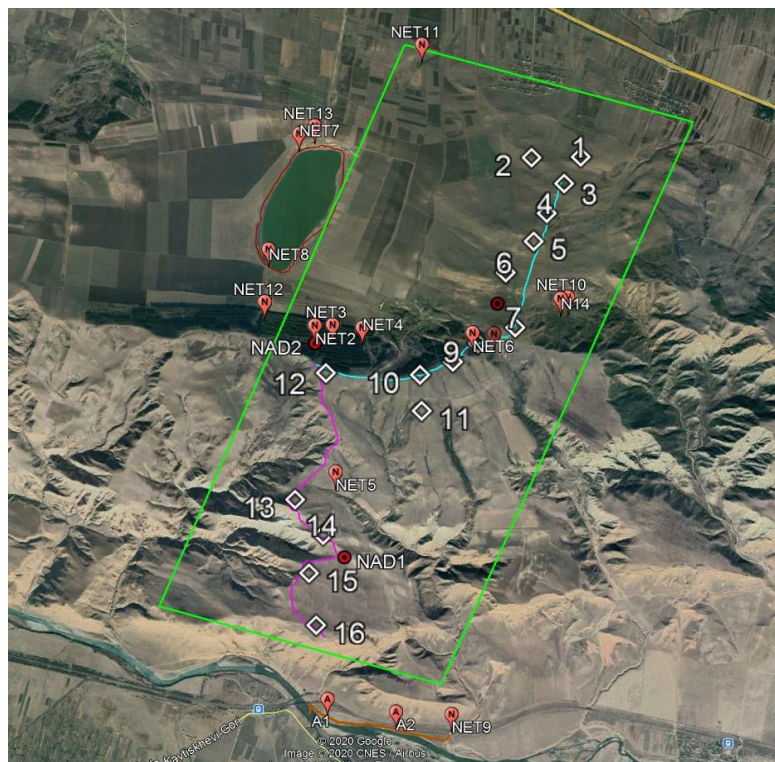 NET11
NET13
NET7
1
2
3
4
5
6
NET8
NET10
N14
NET12
NET3
NET2
NET4
7
NET6
NAD2
9
10
12
11
NET5
13
14
NAD1
15
16
A1
A2
NET9
© 2020 Google
Image © 2020 CNES / Airbus